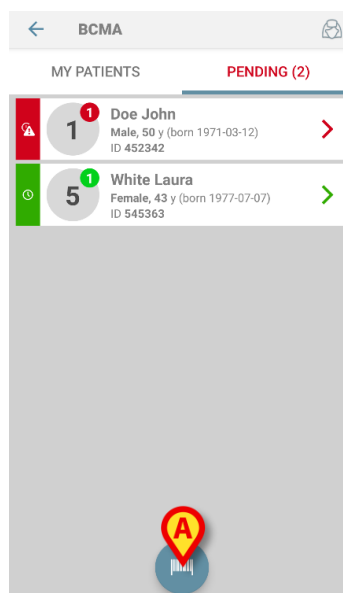 BCMA
MY PATIENTS PENDING (2)
1 1 Doe John
Male, 50 y (born 1971-03-12)
ID 452342
5 1 White Laura
Female, 43 y (born 1977-07-07)
ID 545363
A